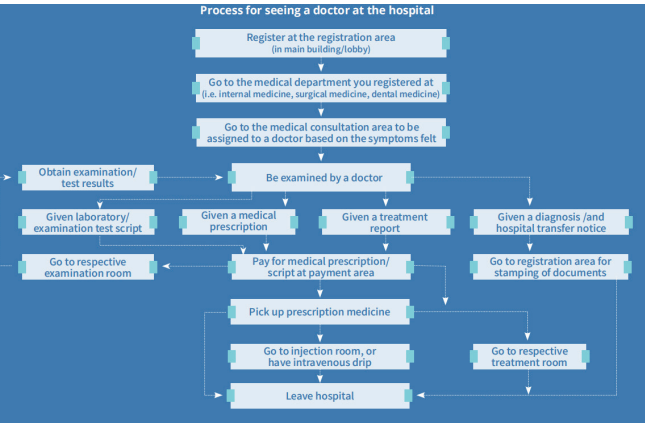 Process for seeing a doctor at the hospital
Register at the registration area
(in main building/lobby)
Go to the medical department you registered at
(i.e. internal medicine, surgical medicine, dental medicine)
Go to the medical consultation area to be
assigned to a doctor based on the symptoms felt
Obtain examination/
test results
Be examined by a doctor
Given laboratory/
examination test script
Given a medical
prescription
Given a treatment
report
Given a diagnosis /and
hospital transfer notice
Go to respective
examination room
Pay for medical prescription/
script at payment area
Go to registration area for
stamping of documents
Pick up prescription medicine
Go to injection room, or
have intravenous drip
Go to respective
treatment room
Leave hospital